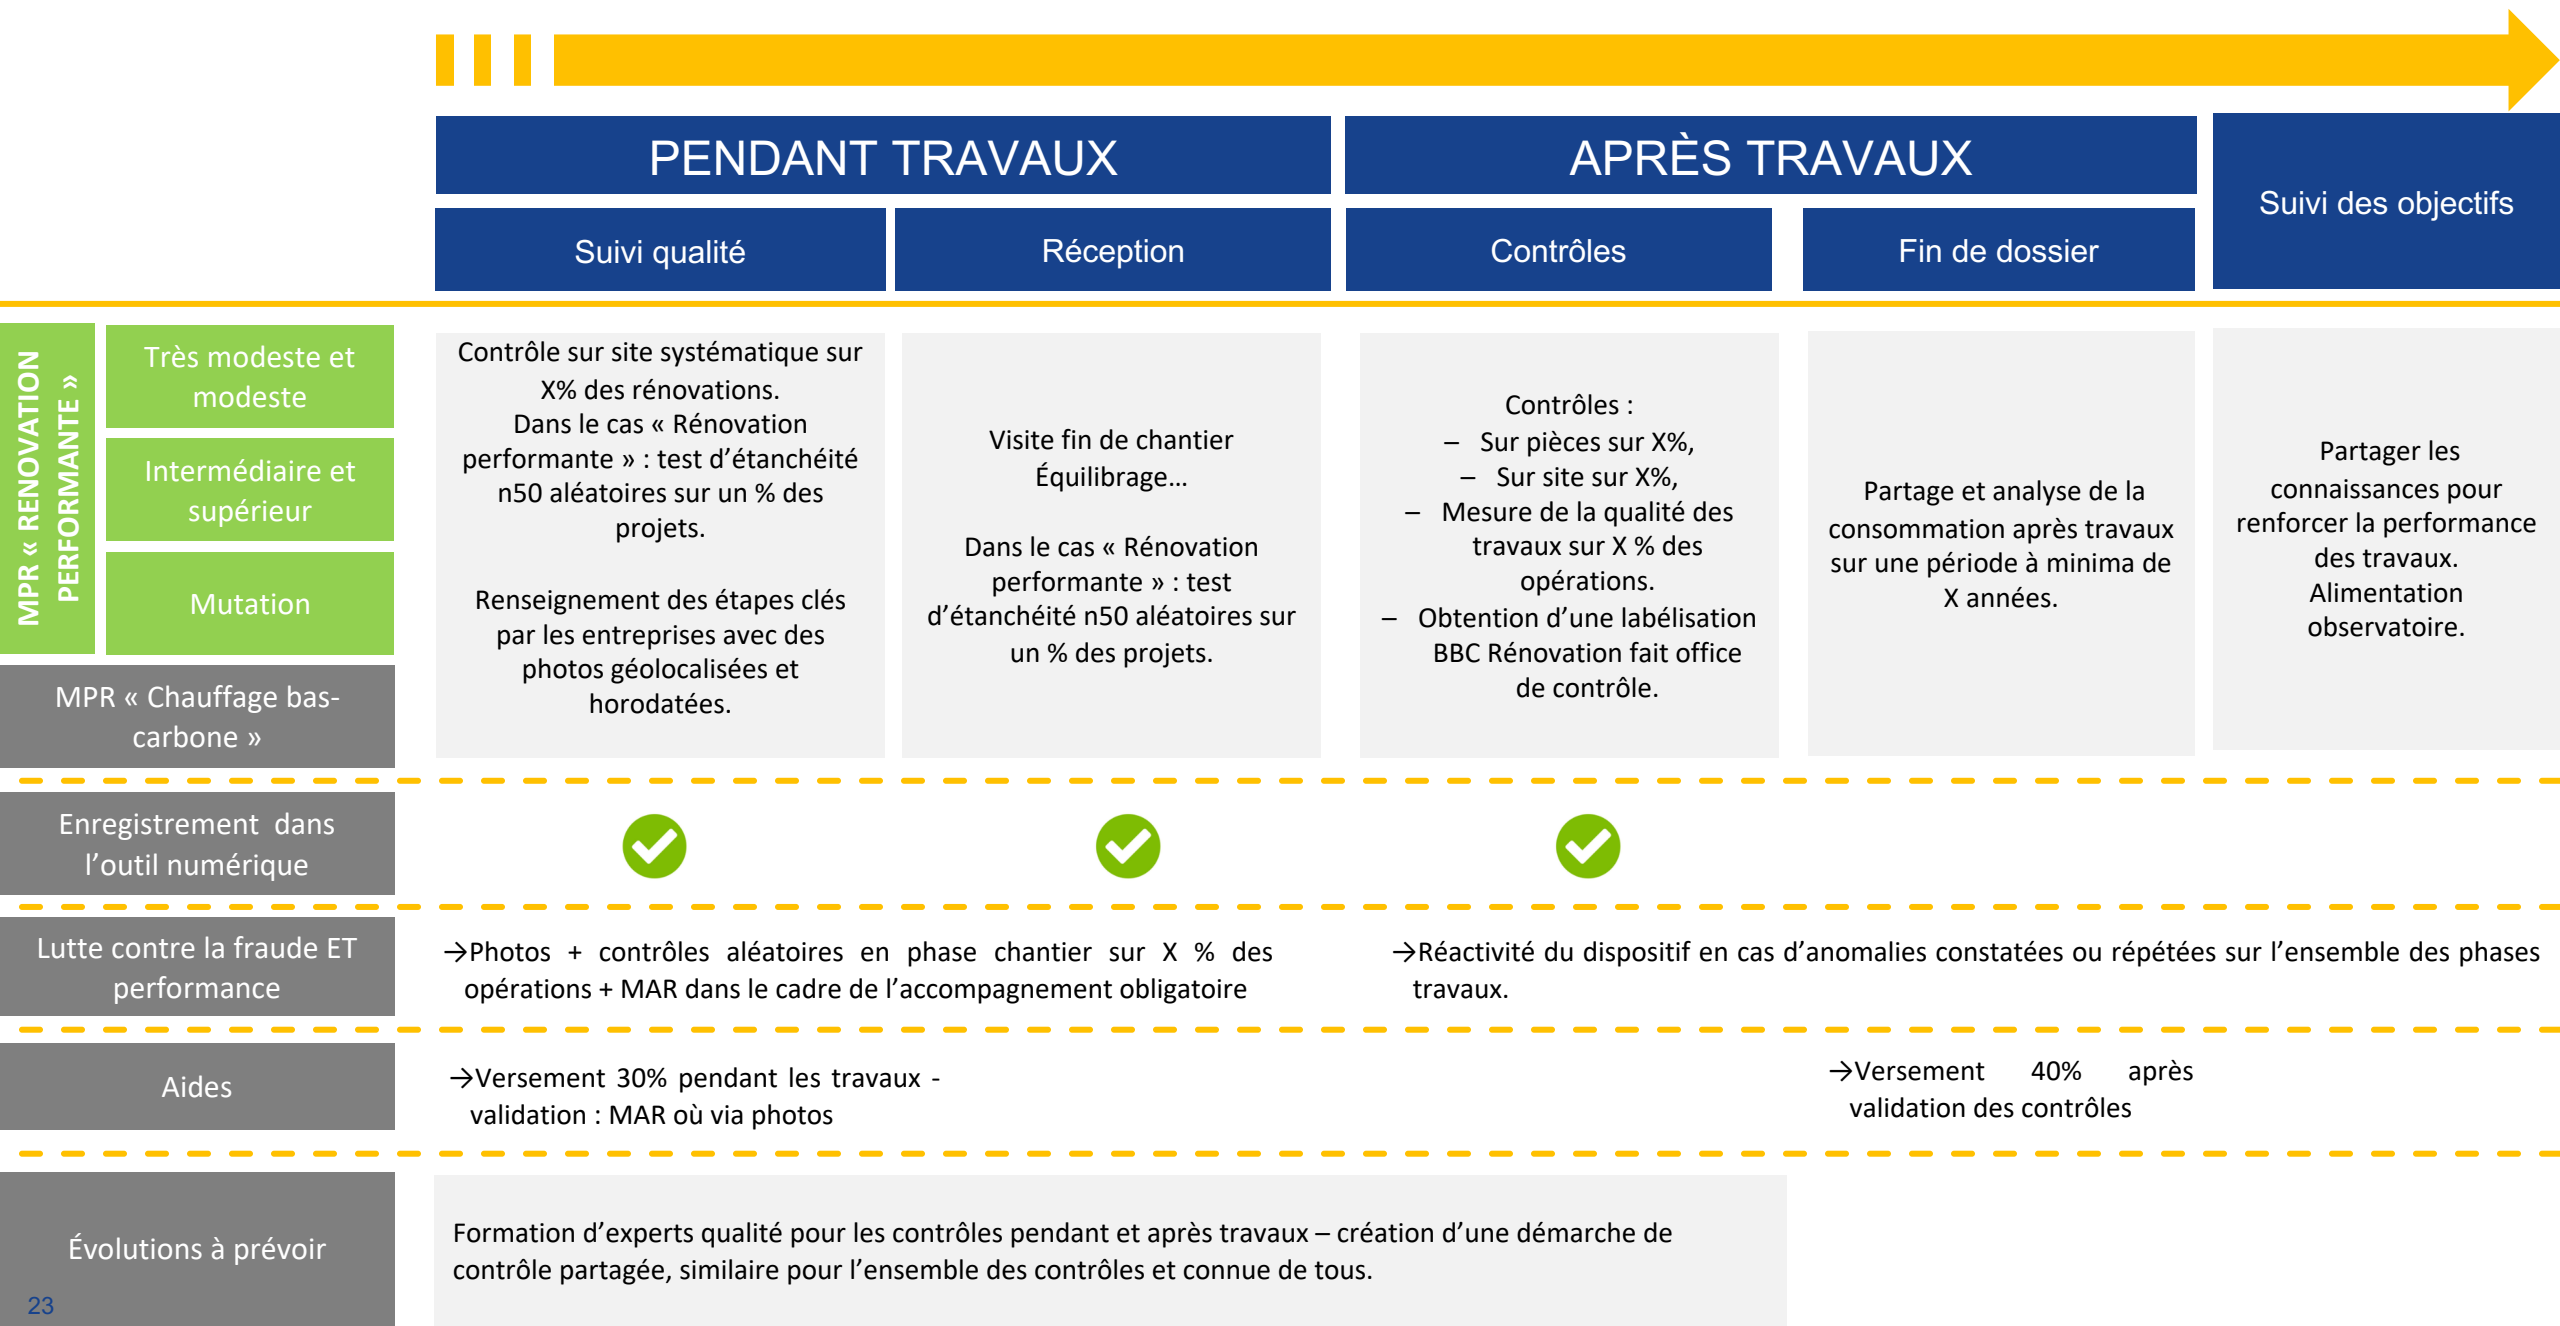 PENDANT TRAVAUX
APRÈS TRAVAUX
Suivi des objectifs
Suivi qualité
Réception
Contrôles
Fin de dossier
MPR « RENOVATION
PERFORMANTE »
Très modeste et
modeste
Intermédiaire et
supérieur
Mutation
MPR « Chauffage bas-
carbone »
Contrôle sur site systématique sur
X% des rénovations.
Dans le cas « Rénovation
performante » : test d’étanchéité
n50 aléatoires sur un % des
projets.
Renseignement des étapes clés
par les entreprises avec des
photos géolocalisées et
horodatées.
Visite fin de chantier
Équilibrage...
Dans le cas « Rénovation
performante » : test
d’étanchéité n50 aléatoires sur
un % des projets.
Contrôles :
– Sur pièces sur X%,
– Sur site sur X%,
– Mesure de la qualité des
travaux sur X % des
opérations.
– Obtention d’une labélisation
BBC Rénovation fait office
de contrôle.
Partage et analyse de la
consommation après travaux
sur une période à minima de
X années.
Partager les
connaissances pour
renforcer la performance
des travaux.
Alimentation
observatoire.
Enregistrement dans
l’outil numérique
Lutte contre la fraude ET
performance
→Photos + contrôles aléatoires en phase chantier sur X % des
opérations + MAR dans le cadre de l’accompagnement obligatoire
→Réactivité du dispositif en cas d’anomalies constatées ou répétées sur l’ensemble des phases
travaux.
Aides
→Versement 30% pendant les travaux -
validation : MAR où via photos
→Versement 40% après
validation des contrôles
Évolutions à prévoir
Formation d’experts qualité pour les contrôles pendant et après travaux – création d’une démarche de
contrôle partagée, similaire pour l’ensemble des contrôles et connue de tous.
23